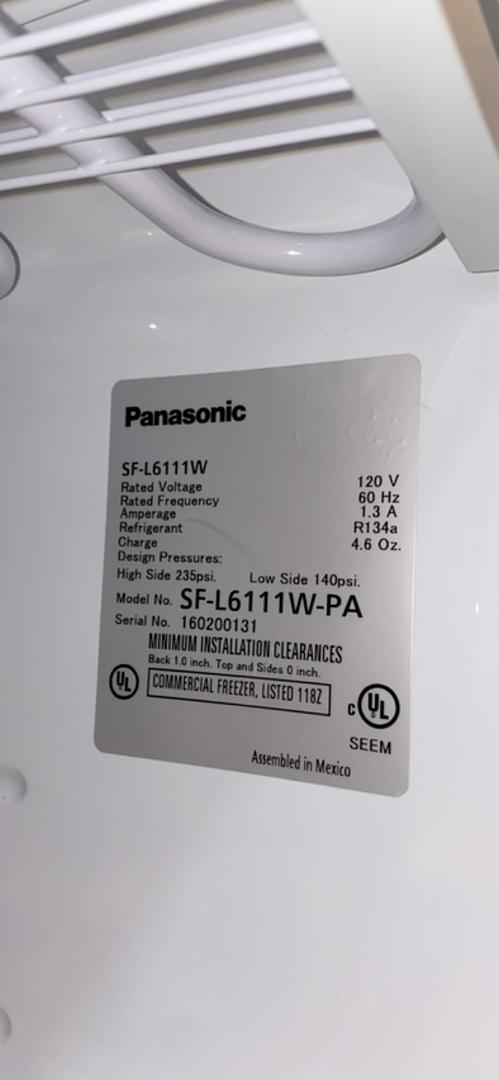 Panasonic
SF-L6111W
Rated Voltage 120 V
Rated Frequency 60 Hz
Amperage 1.3 A
Refrigerant R134a
Charge 4.6 Oz.
Design Pressures:
High Side 235psi. Low Side 140psi.
Model No. SF-L6111W-PA
Serial No. 160200131
MINIMUM INSTALLATION CLEARANCES
Back 1.0 inch. Top and Sides 0 inch.
UL COMMERCIAL FREEZER, LISTED 118Z c UL
SEEM
Assembled in Mexico